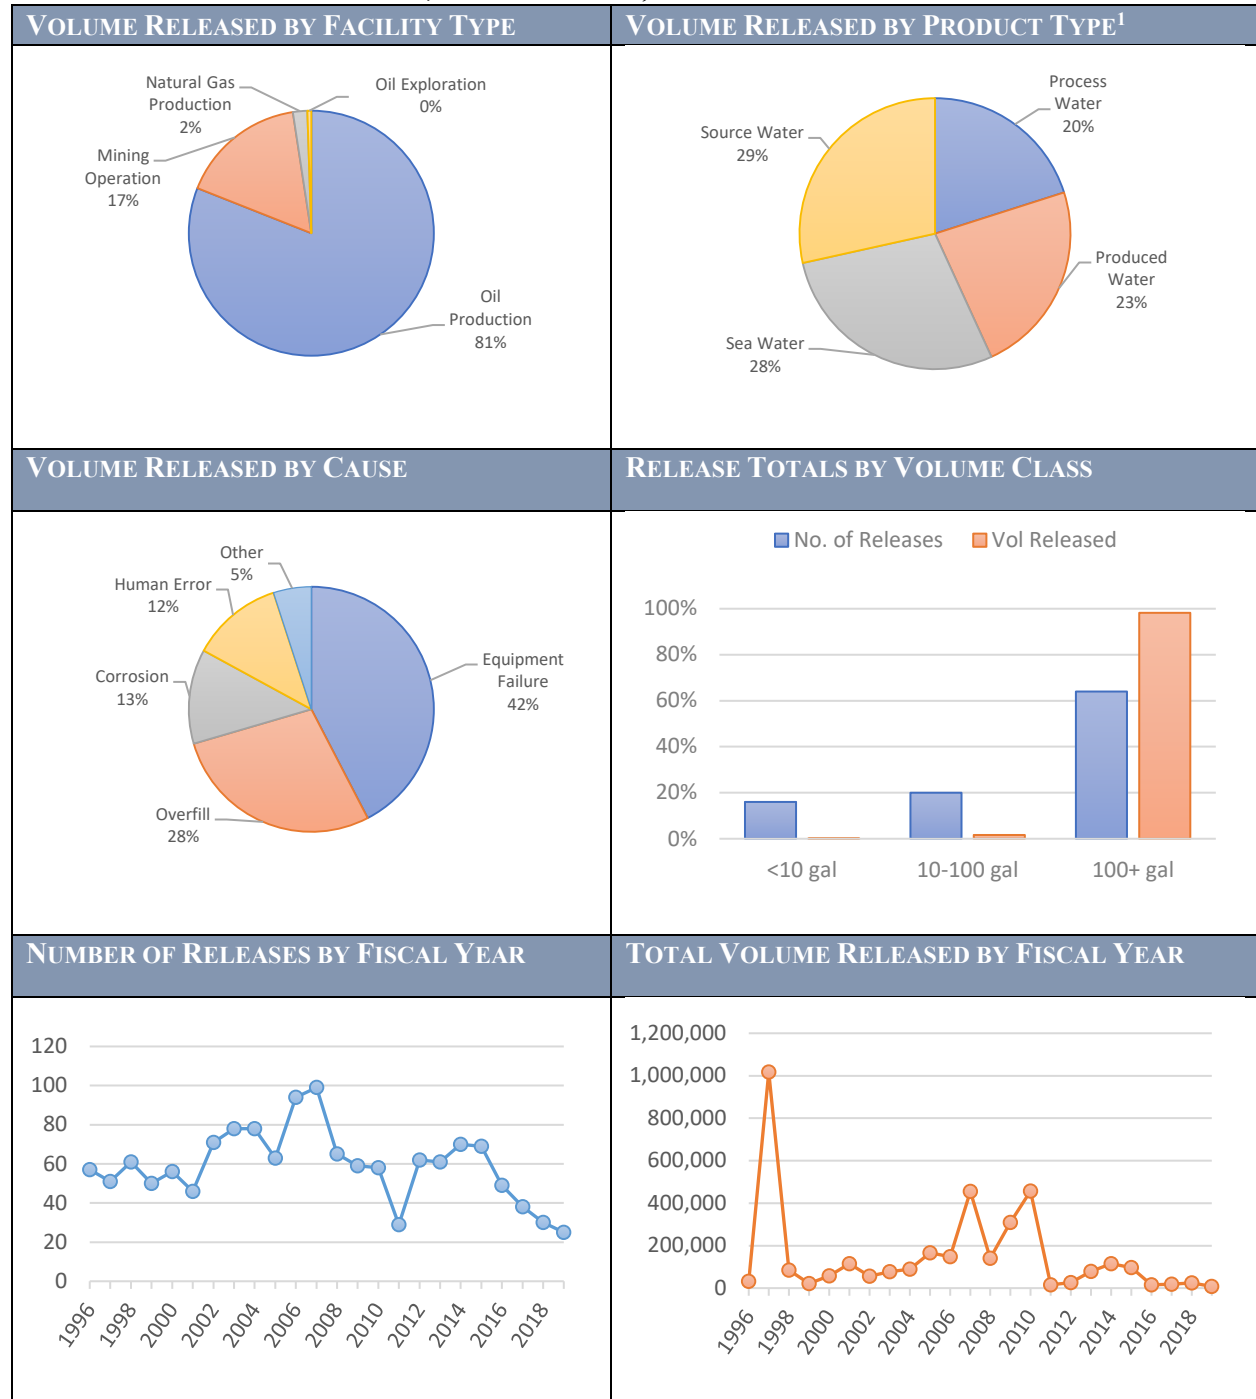 VOLUME RELEASED BY FACILITY TYPE
VOLUME RELEASED BY PRODUCT TYPE1
Natural Gas
Production
2%
Oil Exploration
0%
Mining
Operation
17%
Oil
Production
81%
Process
Water
20%
Source Water
29%
Produced
Water
23%
Sea Water
28%
VOLUME RELEASED BY CAUSE
RELEASE TOTALS BY VOLUME CLASS
Other
5%
Human Error
12%
Corrosion
13%
Equipment
Failure
42%
Overfill
28%
No. of Releases
Vol Released
100%
80%
60%
40%
20%
0%
<10 gal
10-100 gal
100+ gal
NUMBER OF RELEASES BY FISCAL YEAR
TOTAL VOLUME RELEASED BY FISCAL YEAR
120
100
80
60
40
20
0
1996
1998
2000
2002
2004
2006
2008
2010
2012
2014
2016
2018
1,200,000
1,000,000
800,000
600,000
400,000
200,000
0
1996
1998
2000
2002
2004
2006
2008
2010
2012
2014
2016
2018